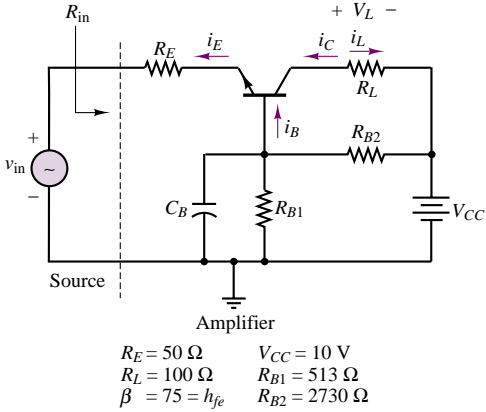 + V_L −
R_in
R_E
i_E
i_C
i_L
R_L
i_B
R_B2
+
v_in
~
−
C_B
R_B1
V_CC
Source
Amplifier
R_E = 50 Ω V_CC = 10 V
R_L = 100 Ω R_B1 = 513 Ω
β = 75 = h_fe R_B2 = 2730 Ω